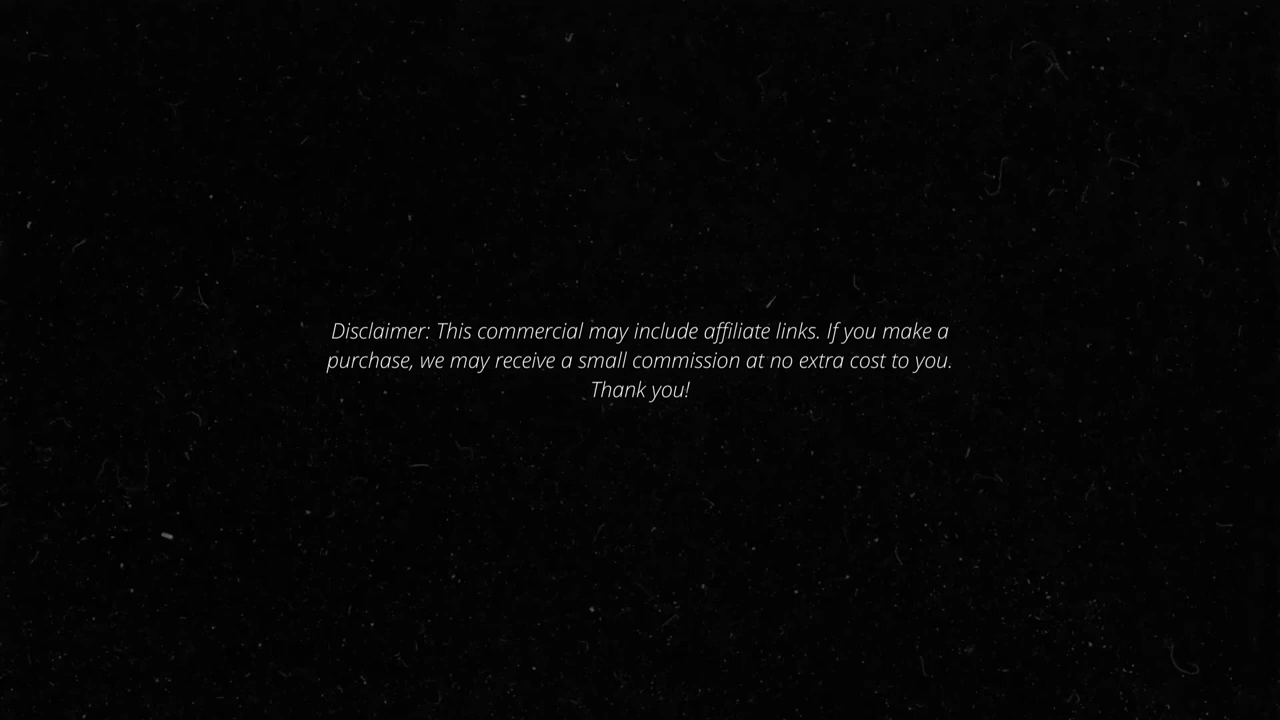 Disclaimer: This commercial may include affiliate links. If you make a
purchase, we may receive a small commission at no extra cost to you.
Thank you!